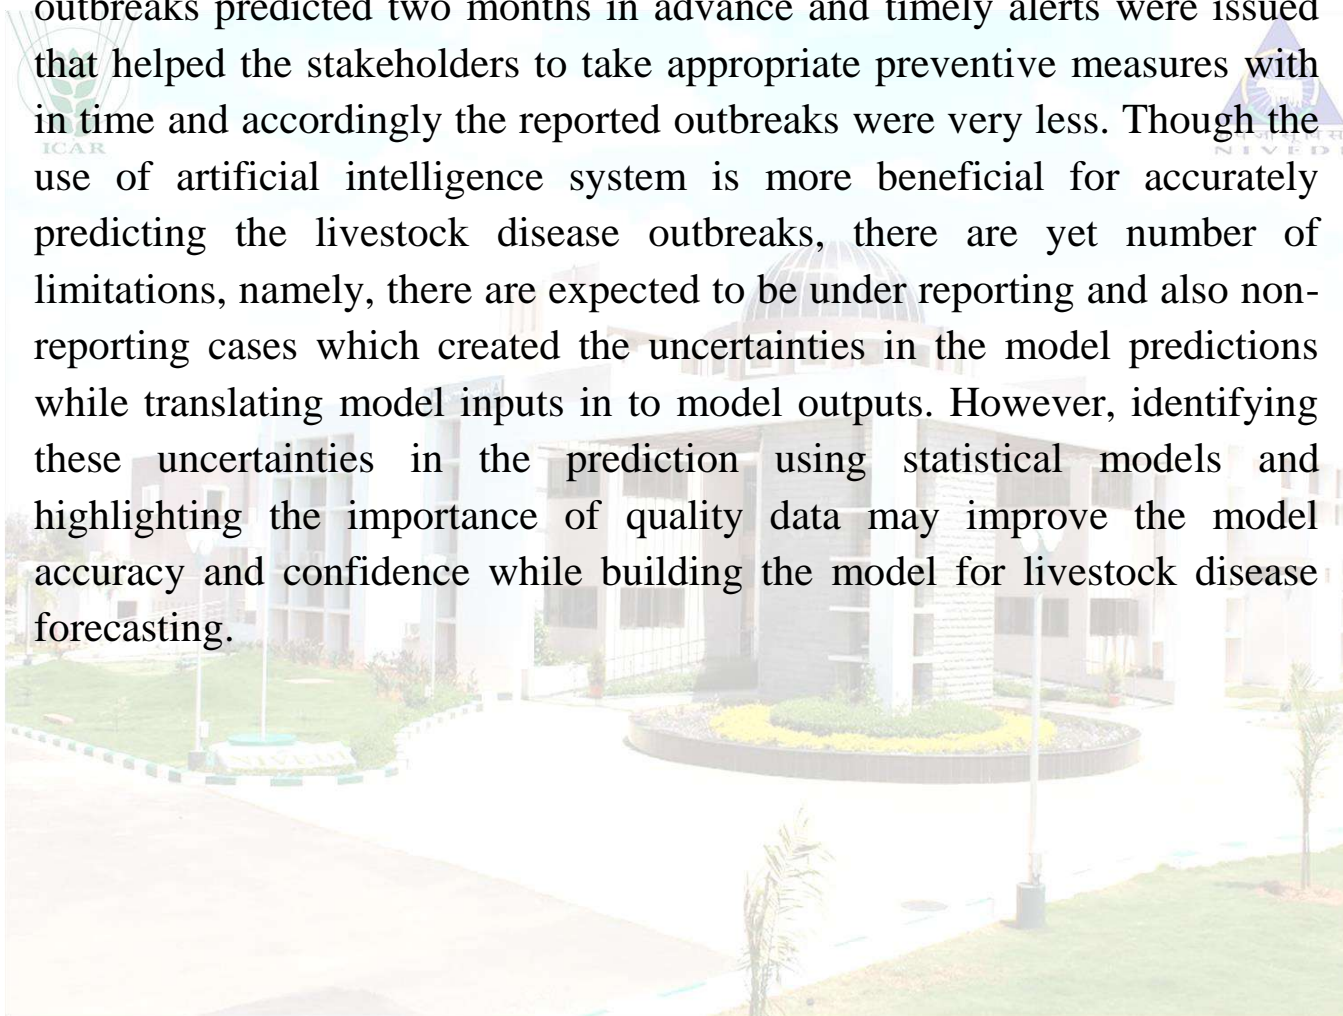 outbreaks predicted two months in advance and timely alerts were issued
that helped the stakeholders to take appropriate preventive measures with
in time and accordingly the reported outbreaks were very less. Though the
ICAR
NIVEDI
use of artificial intelligence system is more beneficial for accurately
predicting the livestock disease outbreaks, there are yet number of
limitations, namely, there are expected to be under reporting and also non-
reporting cases which created the uncertainties in the model predictions
while translating model inputs in to model outputs. However, identifying
these uncertainties in the prediction using statistical models and
highlighting the importance of quality data may improve the model
accuracy and confidence while building the model for livestock disease
forecasting.
NIVEDI